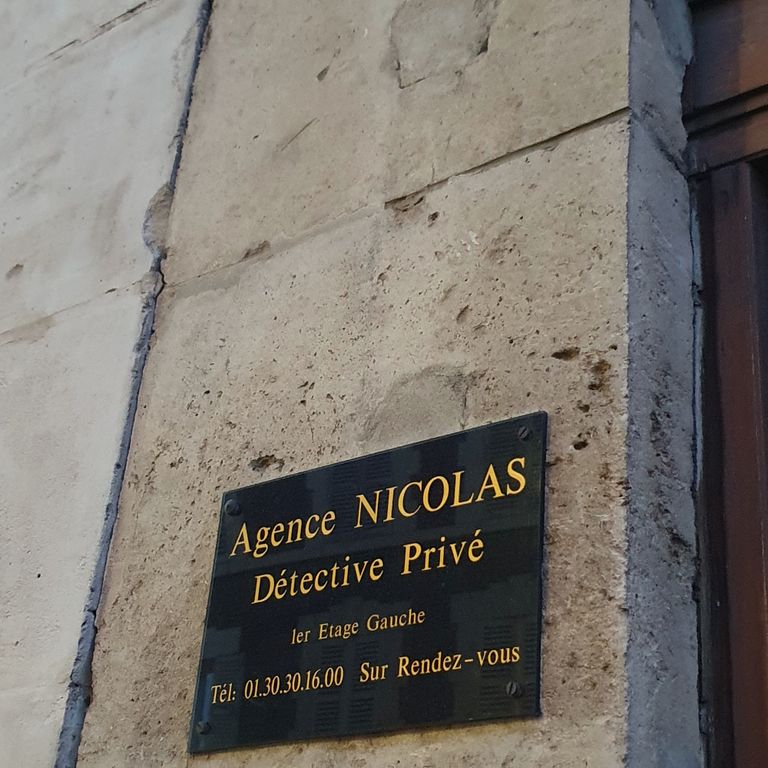 Agence NICOLAS
Détective Privé
1er Etage Gauche
Tél: 01.30.30.16.00 Sur Rendez-vous